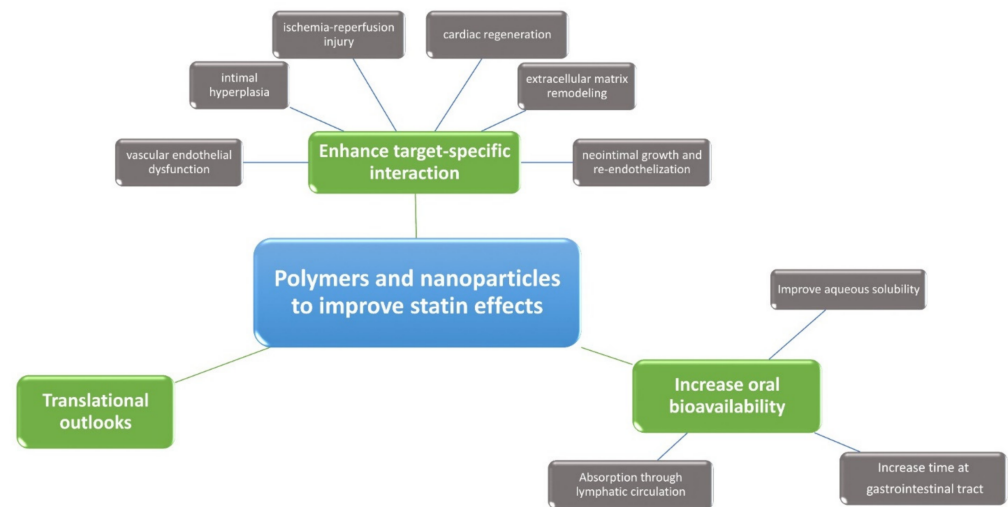 ischemia-reperfusion
injury
cardiac regeneration
intimal
hyperplasia
extracellular matrix
remodeling
vascular endothelial
dysfunction
Enhance target-specific
interaction
neointimal growth and
re-endothelization
Polymers and nanoparticles
to improve statin effects
Improve aqueous solubility
Translational
outlooks
Increase oral
bioavailability
Absorption through
lymphatic circulation
Increase time at
gastrointestinal tract